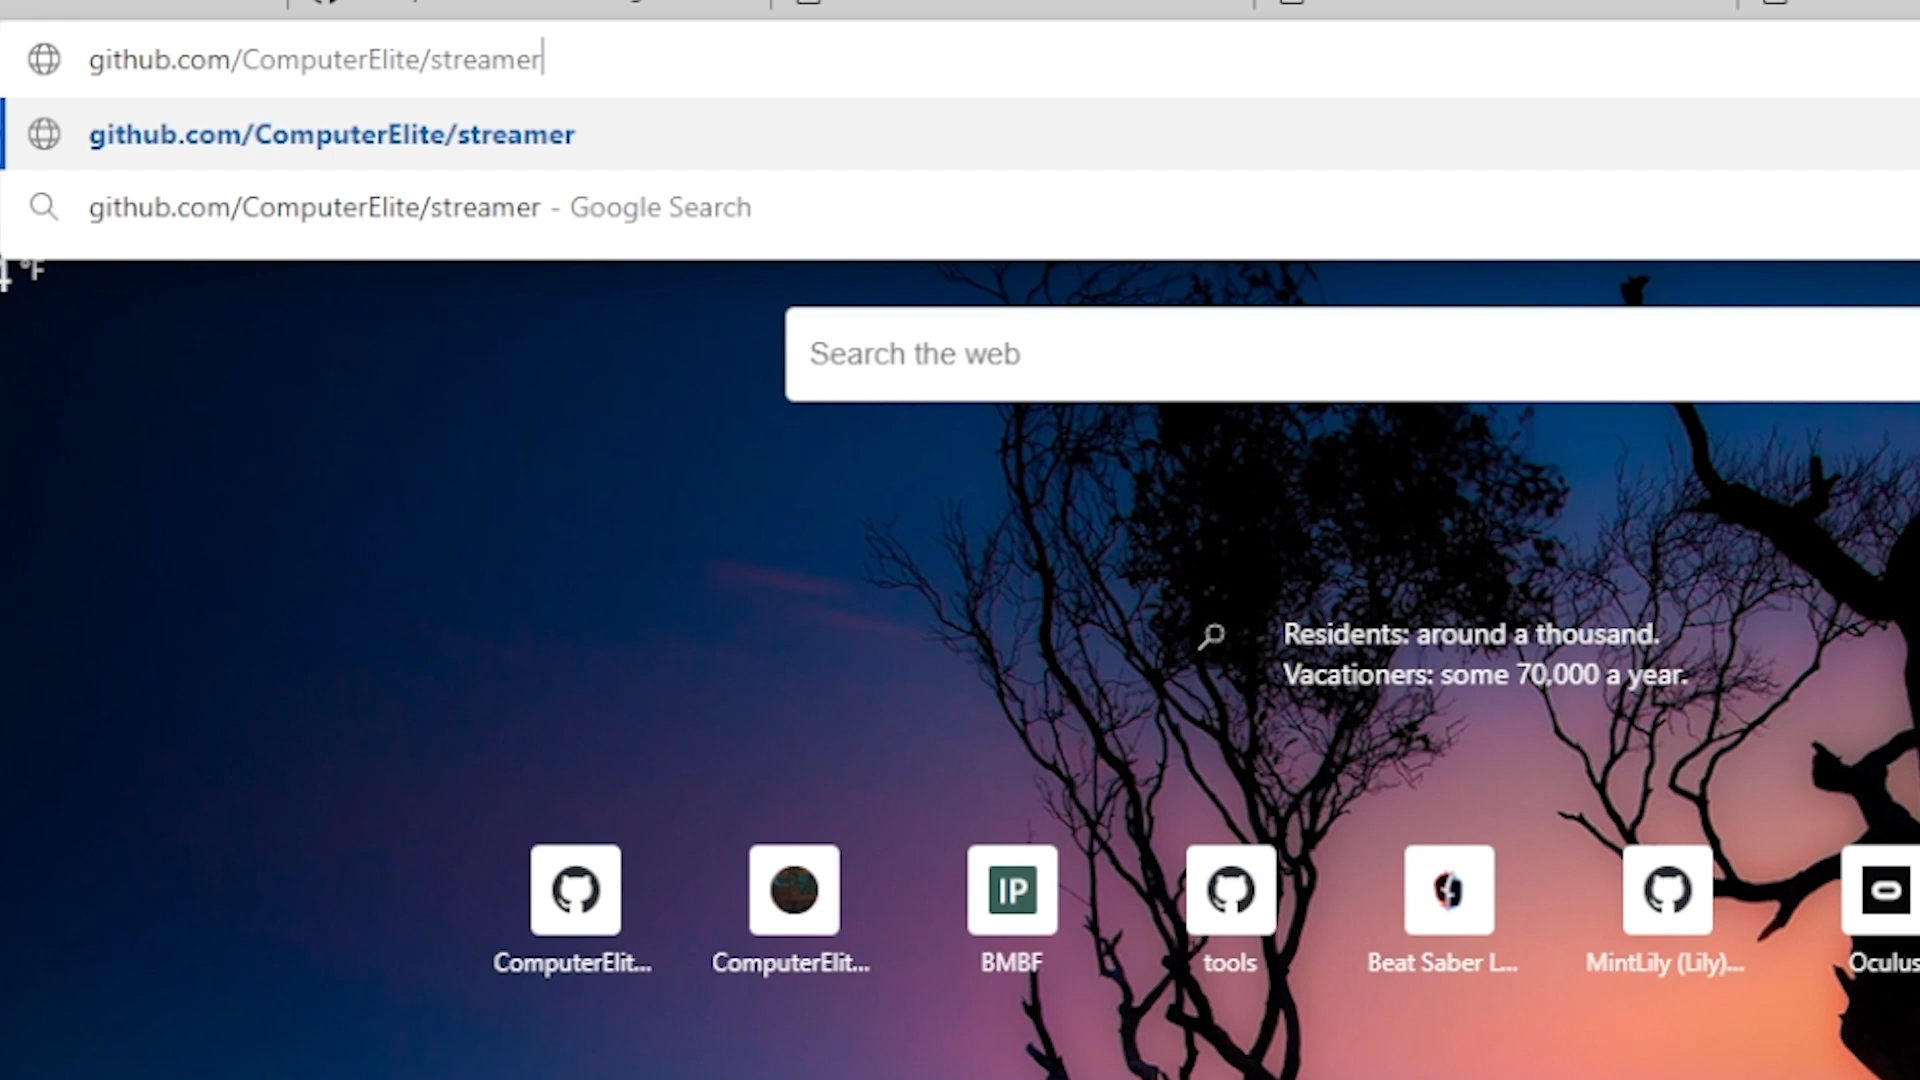 github.com/ComputerElite/streamer
github.com/ComputerElite/streamer
github.com/ComputerElite/streamer - Google Search
°F
Search the web
Residents: around a thousand.
Vacationers: some 70,000 a year.
IP
ComputerElit...
ComputerElit...
BMBF
tools
Beat Saber L...
MintLily (Lily)...
Oculus